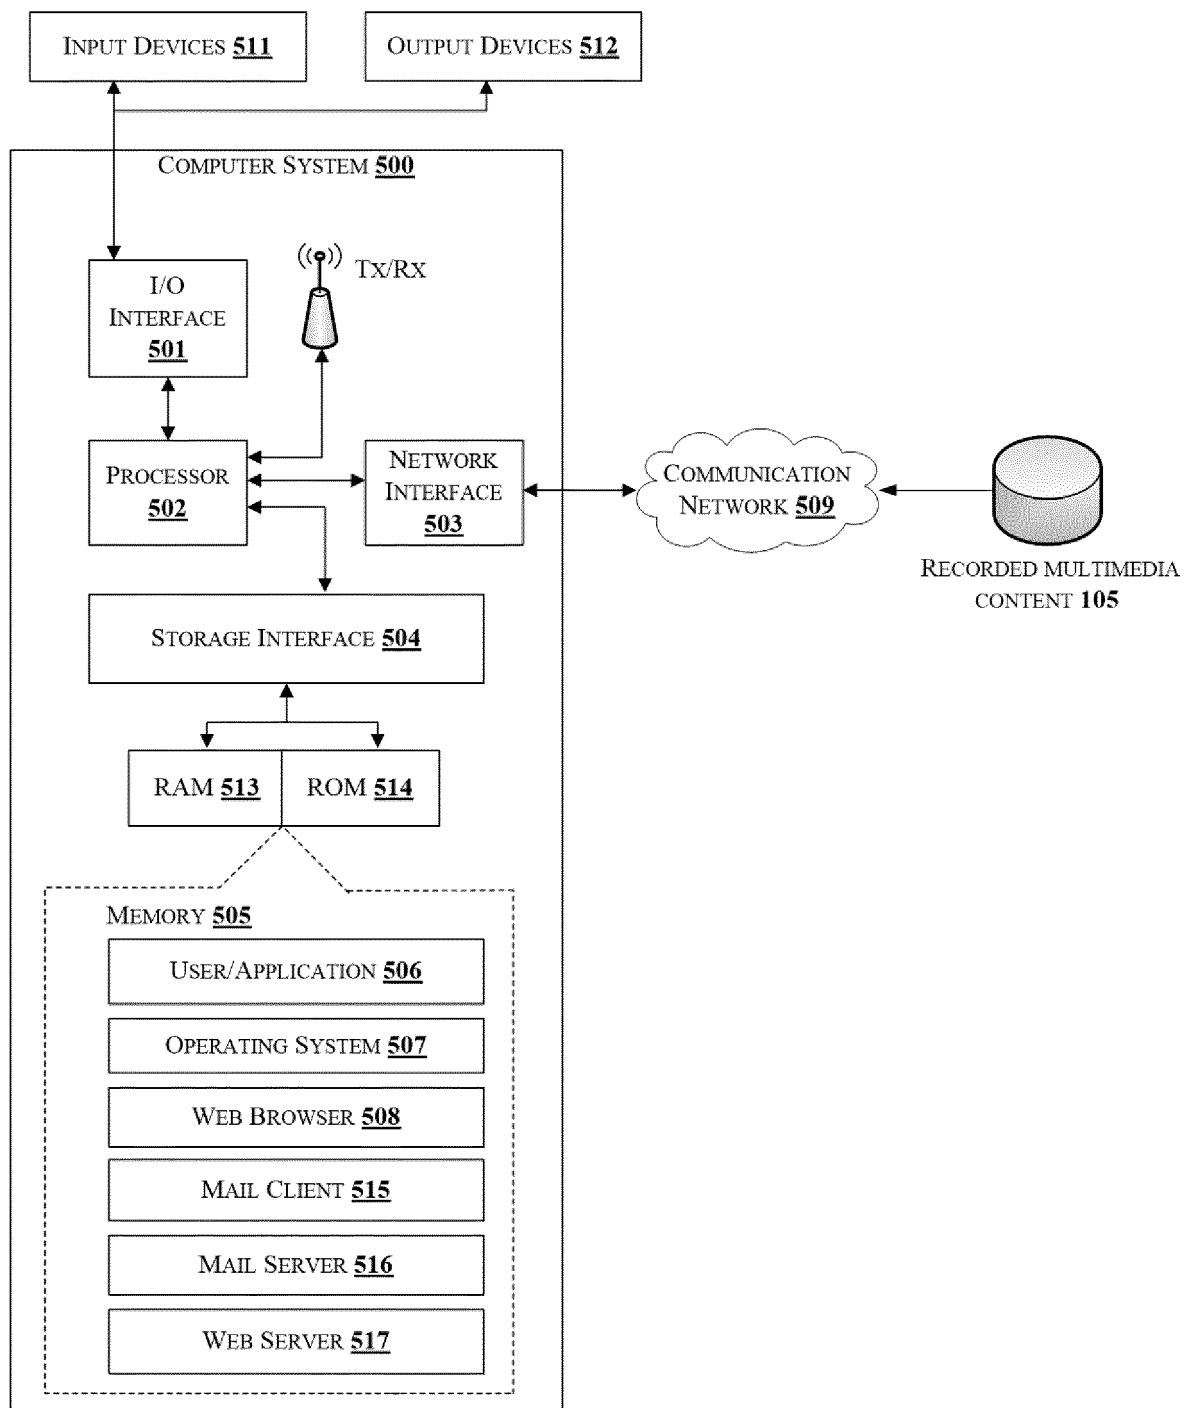 INPUT DEVICES 511
OUTPUT DEVICES 512
COMPUTER SYSTEM 500
TX/RX
I/O
INTERFACE
501
PROCESSOR
502
NETWORK
INTERFACE
503
COMMUNICATION
NETWORK 509
RECORDED MULTIMEDIA
CONTENT 105
STORAGE INTERFACE 504
RAM 513
ROM 514
MEMORY 505
USER/APPLICATION 506
OPERATING SYSTEM 507
WEB BROWSER 508
MAIL CLIENT 515
MAIL SERVER 516
WEB SERVER 517